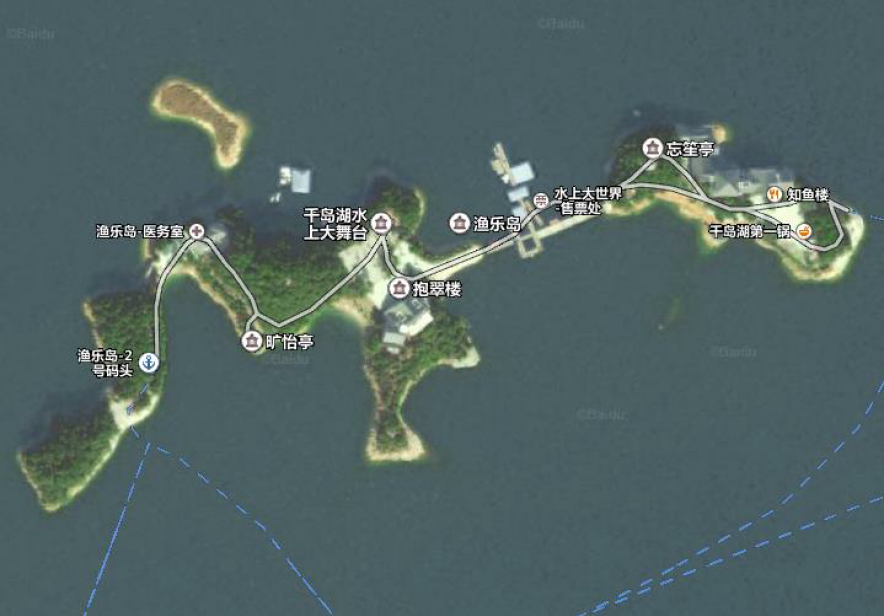 ©Baidu
©Baidu
忘笙亭
水上大世界
-售票处
知鱼楼
千岛湖水
上大舞台
渔乐岛
渔乐岛-医务室
千岛湖第一锅
抱翠楼
旷怡亭
渔乐岛-2
号码头
©Baidu
©Baidu
©Baidu